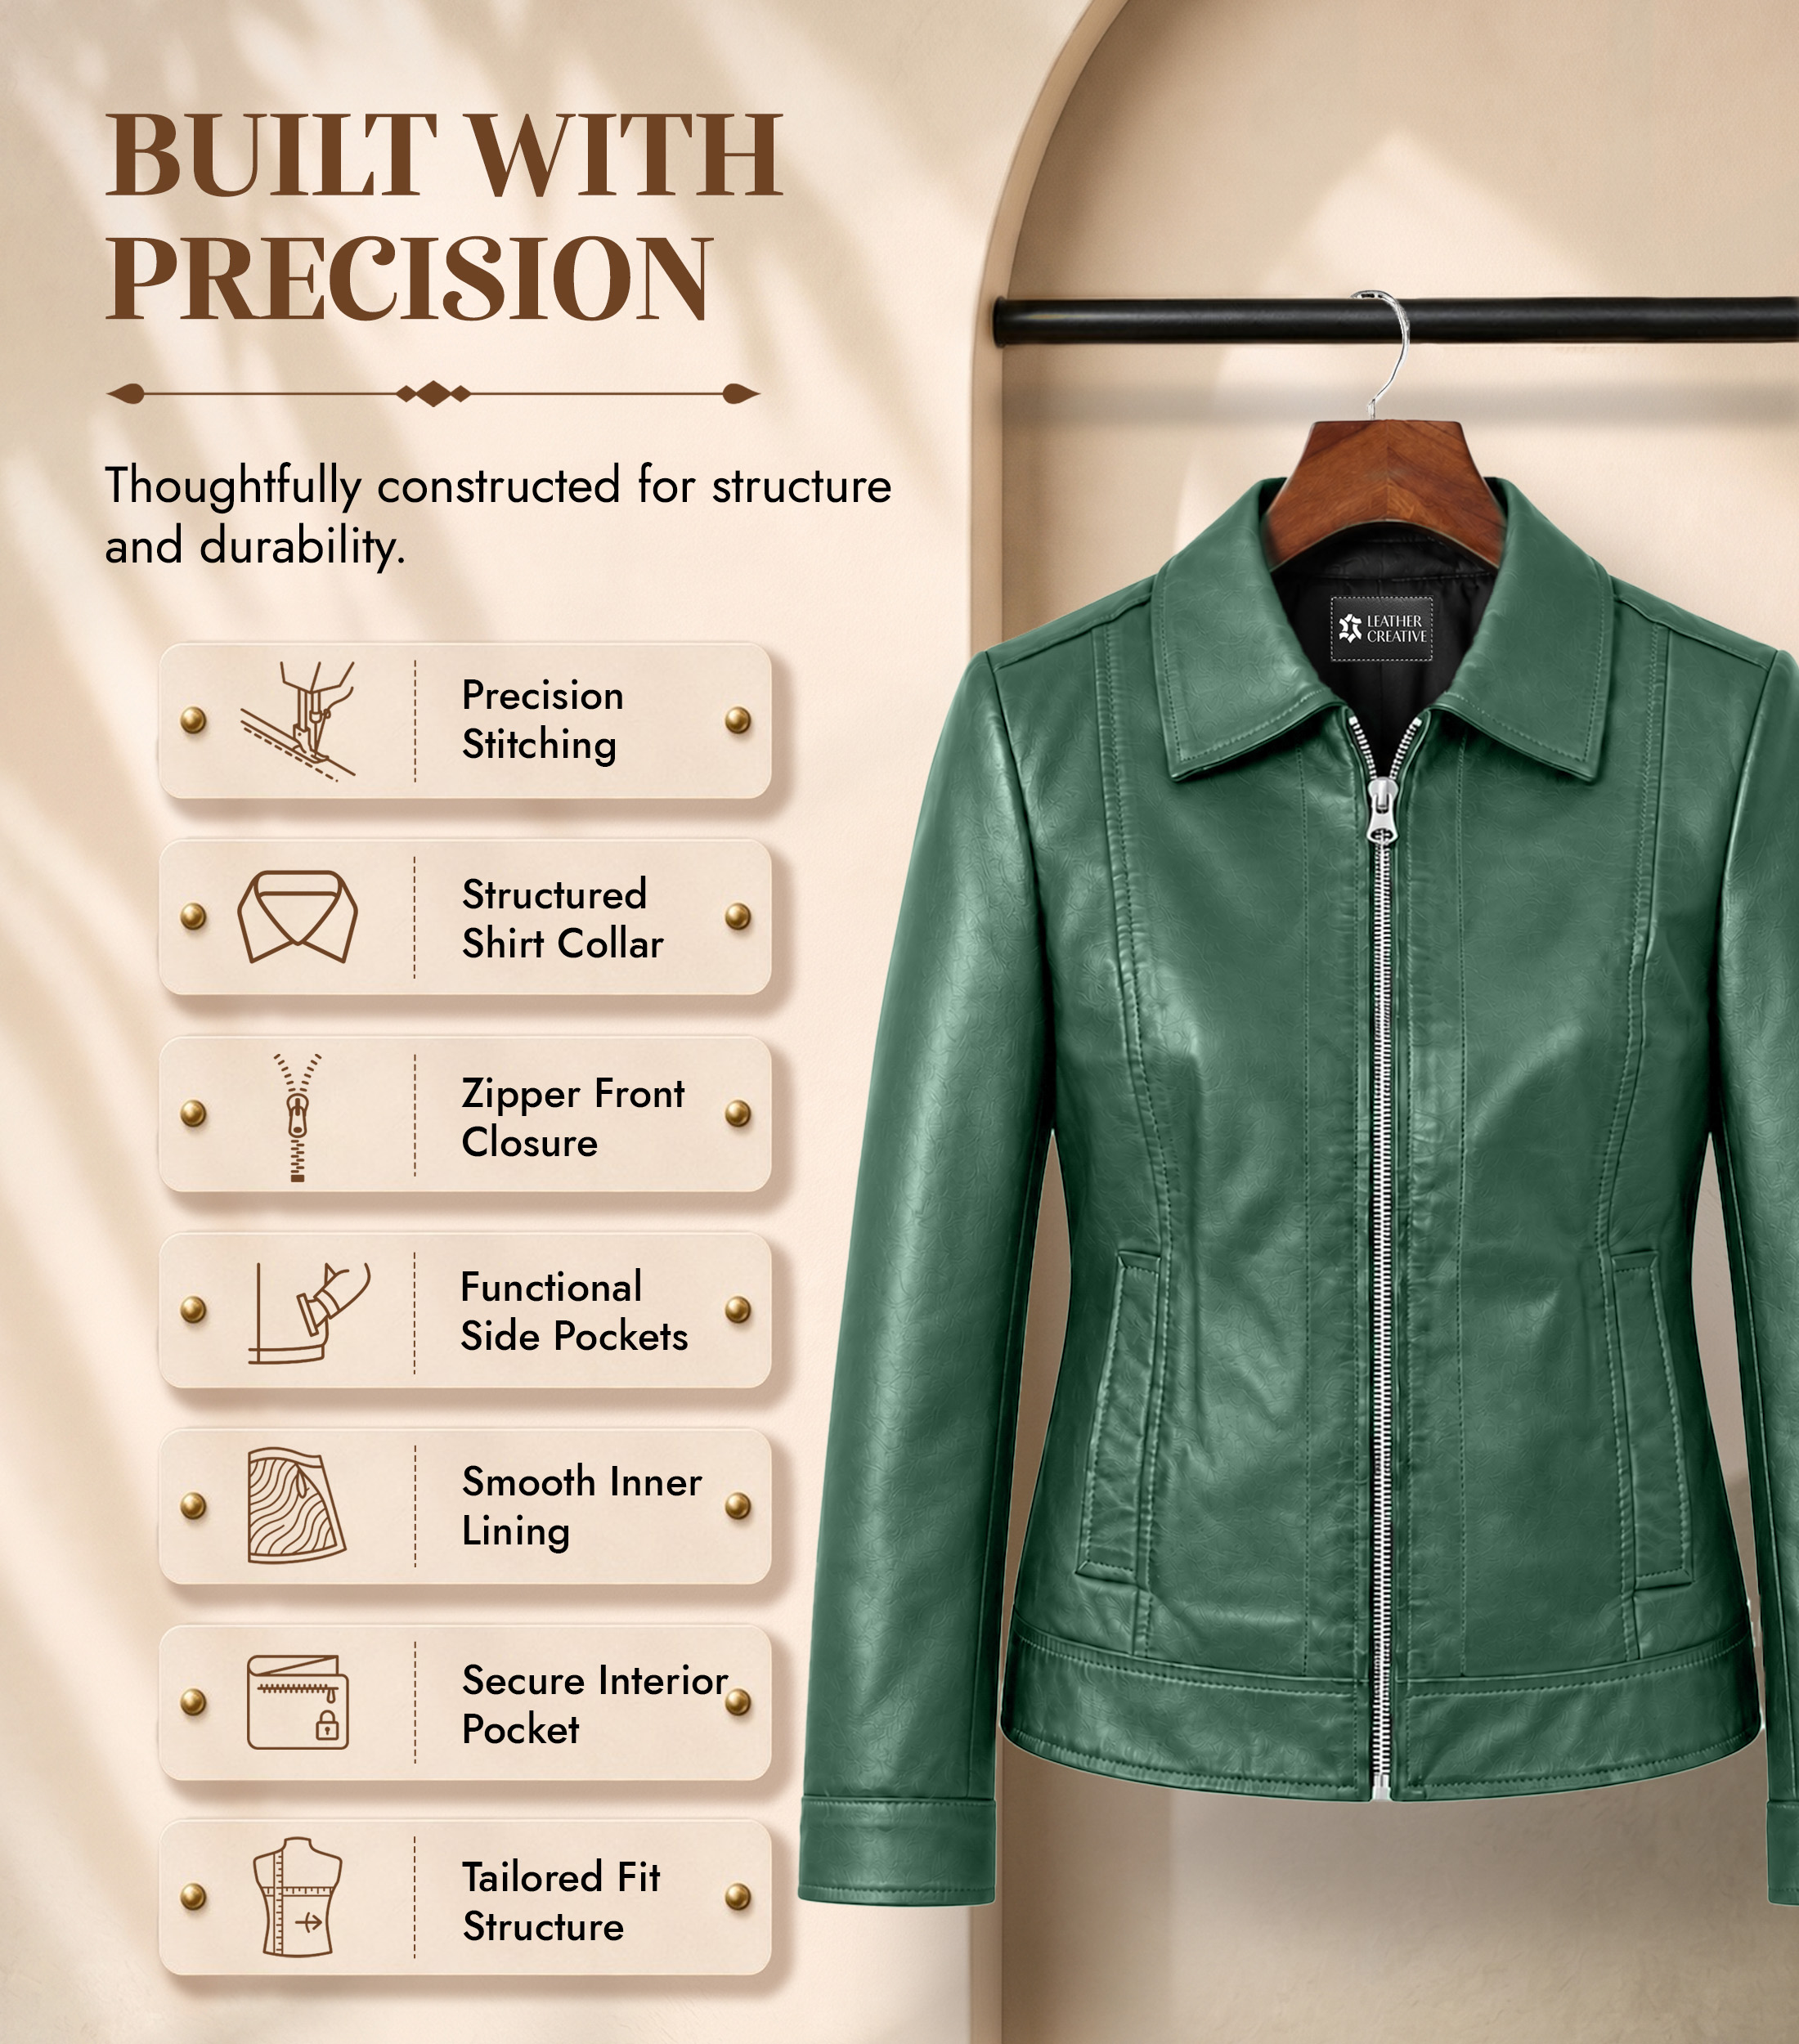 BUILT WITH
PRECISION
Thoughtfully constructed for structure
and durability.
Precision
Stitching
Structured
Shirt Collar
Zipper Front
Closure
Functional
Side Pockets
Smooth Inner
Lining
Secure Interior
Pocket
Tailored Fit
Structure
LEATHER
CREATIVE